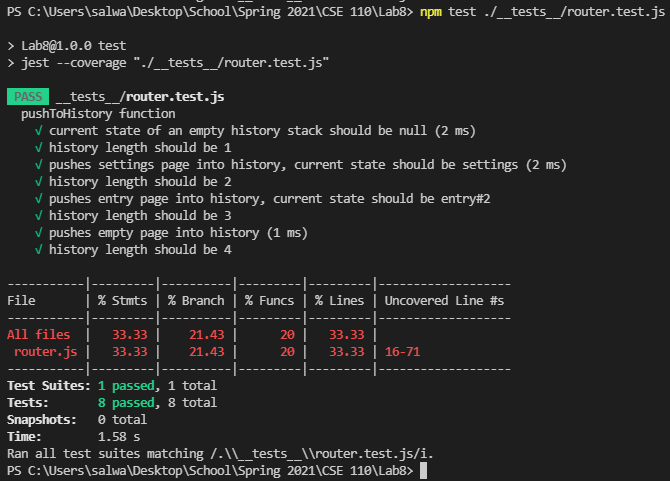 PS C:\Users\salwa\Desktop\School\Spring 2021\CSE 110\Lab8> npm test ./__tests__/router.test.js
> Lab8@1.0.0 test
> jest --coverage "./__tests__/router.test.js"
PASS __tests__/router.test.js
pushToHistory function
√ current state of an empty history stack should be null (2 ms)
√ history length should be 1
√ pushes settings page into history, current state should be settings (2 ms)
√ history length should be 2
√ pushes entry page into history, current state should be entry#2
√ history length should be 3
√ pushes empty page into history (1 ms)
√ history length should be 4
-----------|---------|----------|---------|---------|-------------------
File       | % Stmts | % Branch | % Funcs | % Lines | Uncovered Line #s
-----------|---------|----------|---------|---------|-------------------
All files  |   33.33 |    21.43 |      20 |   33.33 |
 router.js |   33.33 |    21.43 |      20 |   33.33 | 16-71
-----------|---------|----------|---------|---------|-------------------
Test Suites: 1 passed, 1 total
Tests:       8 passed, 8 total
Snapshots:   0 total
Time:        1.58 s
Ran all test suites matching /.\\__tests__\\router.test.js/i.
PS C:\Users\salwa\Desktop\School\Spring 2021\CSE 110\Lab8>